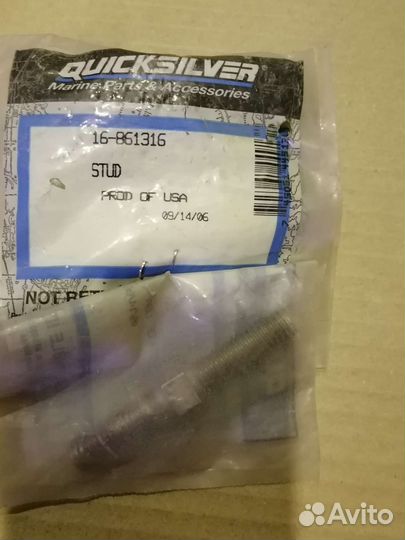 QUICKSILVER
Marine Parts & Accessories
16-861316
STUD
PROD OF USA
09/14/06
NOT RET
Avito